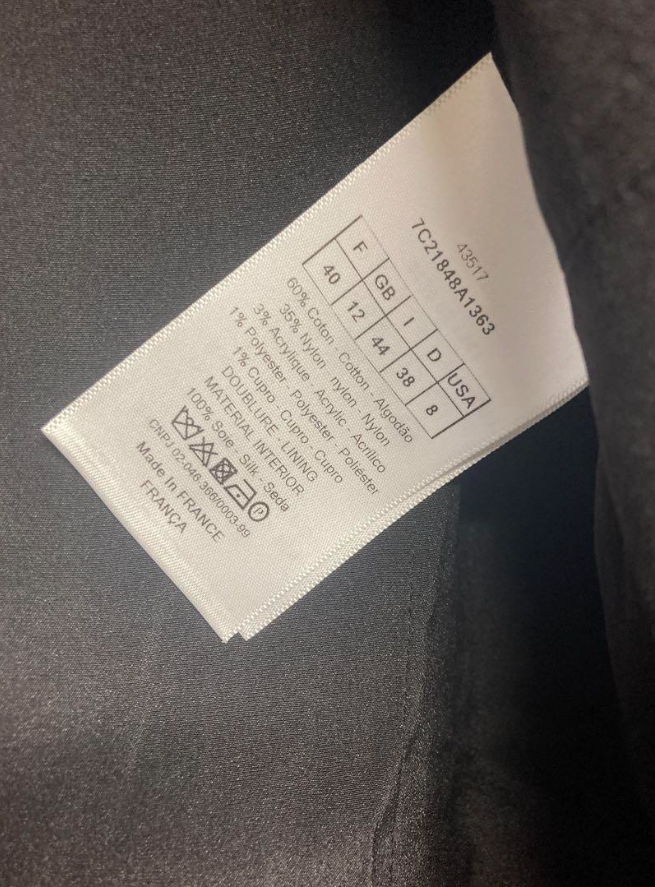 43517
7C21848A1363
F GB I D USA
40 12 44 38 8
60% Coton - Cotton - Algodão
35% Nylon - nylon - Nylon
3% Acrylique - Acrylic - Acrílico
1% Polyester - Polyester - Poliéster
1% Cupro - Cupro - Cupro
DOUBLURE - LINING
MATERIAL INTERIOR
100% Soie - Silk - Seda
P
CNPJ 02-046.366/0003-99
Made In FRANCE
FRANÇA